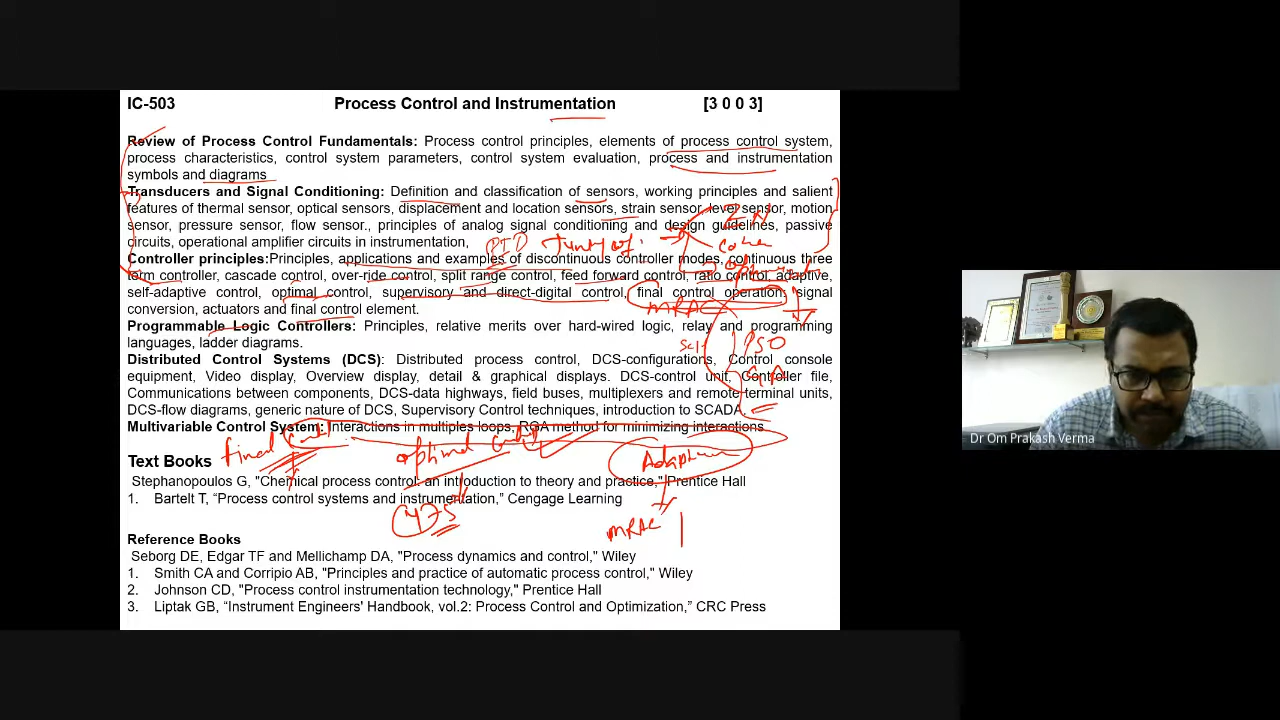 IC-503 Process Control and Instrumentation [3 0 0 3]
Review of Process Control Fundamentals: Process control principles, elements of process control system,
process characteristics, control system parameters, control system evaluation, process and instrumentation
symbols and diagrams
Transducers and Signal Conditioning: Definition and classification of sensors, working principles and salient
features of thermal sensor, optical sensors, displacement and location sensors, strain sensor, level sensor, motion
sensor, pressure sensor, flow sensor., principles of analog signal conditioning and design guidelines, passive
circuits, operational amplifier circuits in instrumentation,
PID Tuning of
Z-N
Controller principles:Principles, applications and examples of discontinuous controller modes, continuous three
term controller, cascade control, over-ride control, split range control, feed forward control, ratio control, adaptive,
self-adaptive control, optimal control, supervisory and direct-digital control, final control operation, signal
conversion, actuators and final control element.
MRAC
Programmable Logic Controllers: Principles, relative merits over hard-wired logic, relay and programming
languages, ladder diagrams.
Self
PSO
GA
Distributed Control Systems (DCS): Distributed process control, DCS-configurations, Control console
equipment, Video display, Overview display, detail & graphical displays. DCS-control unit, Controller file,
Communications between components, DCS-data highways, field buses, multiplexers and remote-terminal units,
DCS-flow diagrams, generic nature of DCS, Supervisory Control techniques, introduction to SCADA.
Multivariable Control System: Interactions in multiples loops, RGA method for minimizing interactions
final Control optimal control Adaptive
Text Books
Stephanopoulos G, "Chemical process control: an introduction to theory and practice," Prentice Hall
1. Bartelt T, “Process control systems and instrumentation,” Cengage Learning
MRAC
Reference Books
Seborg DE, Edgar TF and Mellichamp DA, "Process dynamics and control," Wiley
1. Smith CA and Corripio AB, "Principles and practice of automatic process control," Wiley
2. Johnson CD, "Process control instrumentation technology," Prentice Hall
3. Liptak GB, “Instrument Engineers' Handbook, vol.2: Process Control and Optimization,” CRC Press
Dr Om Prakash Verma